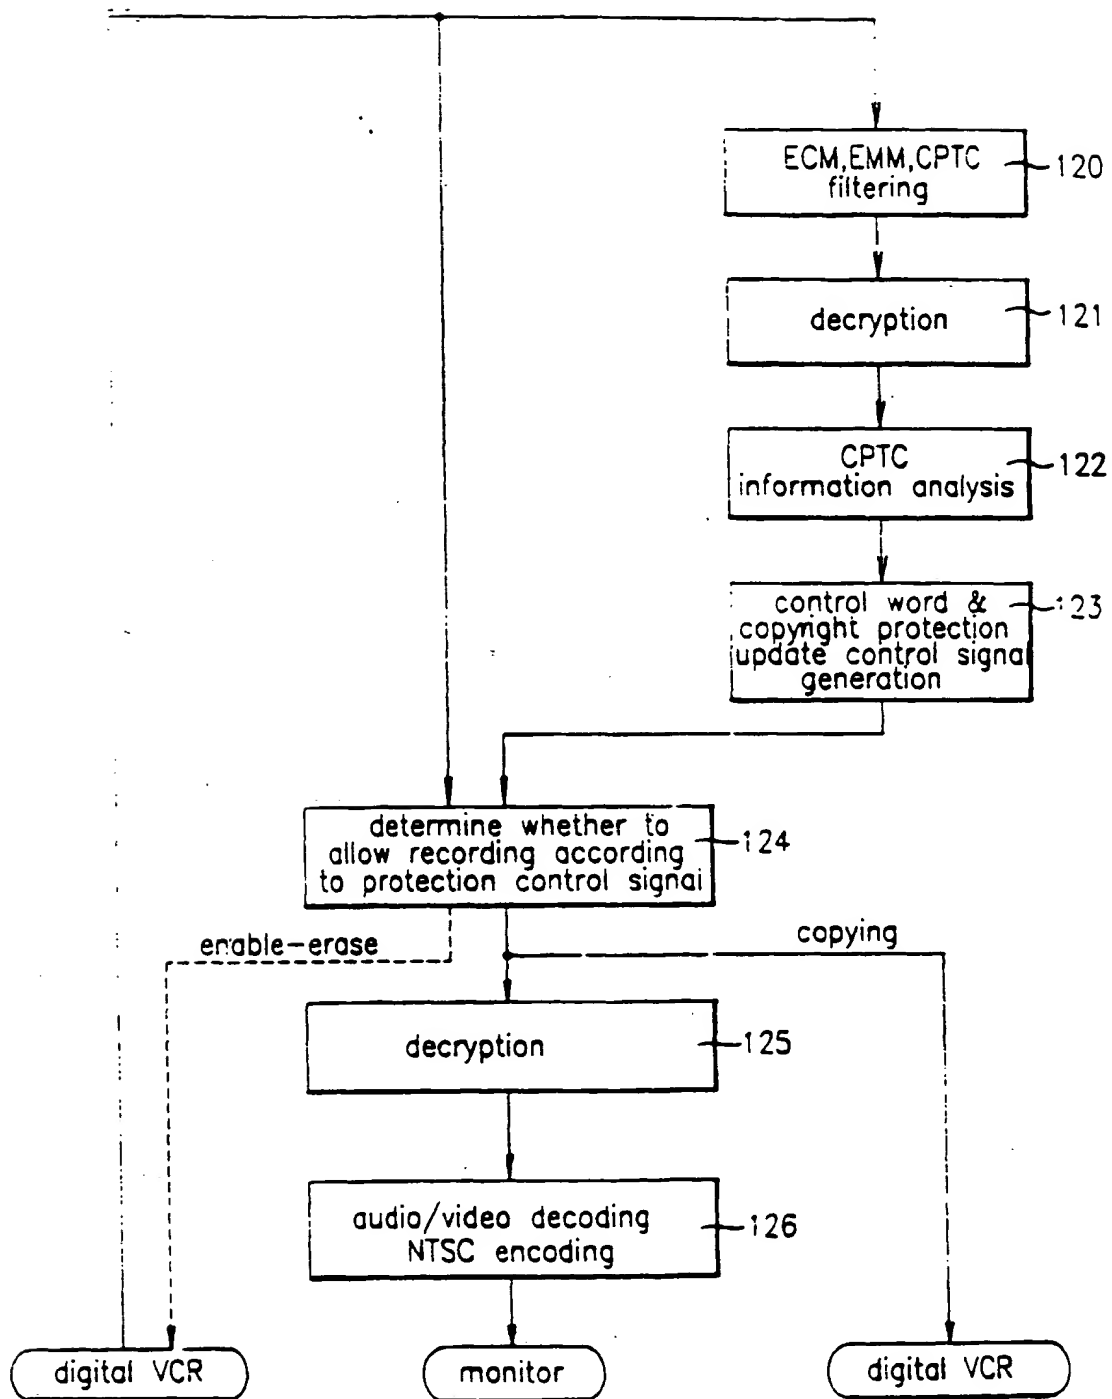 ECM,EMM,CPTC
filtering
120
decryption
121
CPTC
information analysis
122
control word &
copyright protection
update control signal
generation
123
determine whether to
allow recording according
to protection control signal
124
enable-erase
copying
decryption
125
audio/video decoding
NTSC encoding
126
digital VCR
monitor
digital VCR